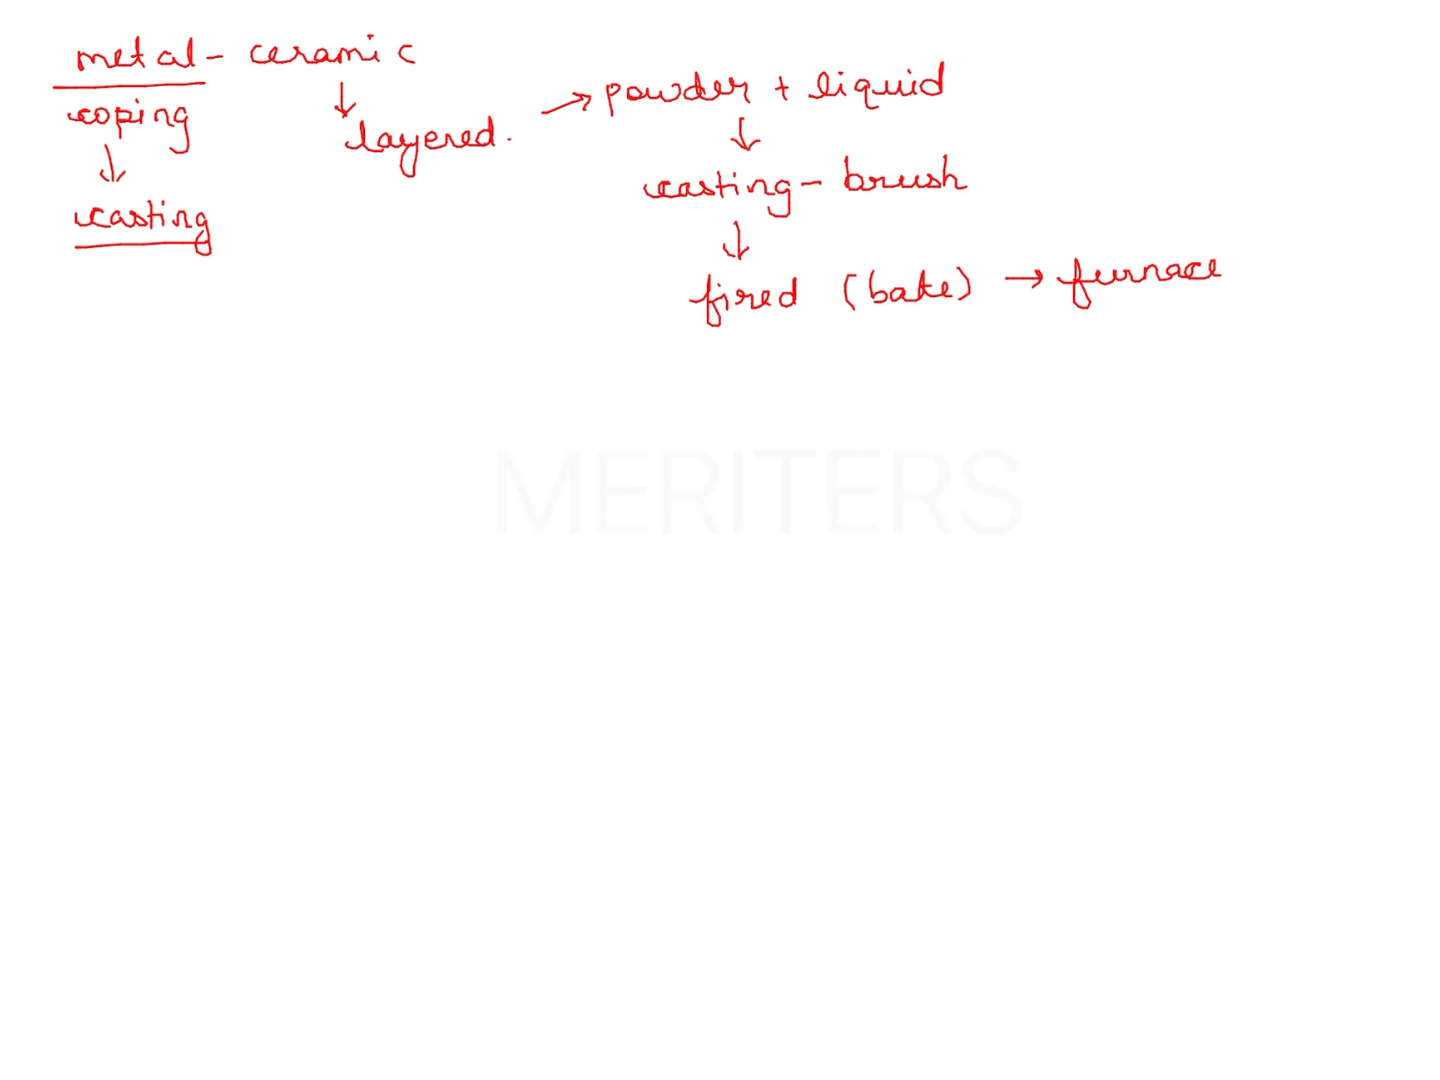 metal - ceramic
coping
↓
casting
↓
layered.
→ powder + liquid
↓
casting - brush
↓
fired (bake) → furnace
MERITERS